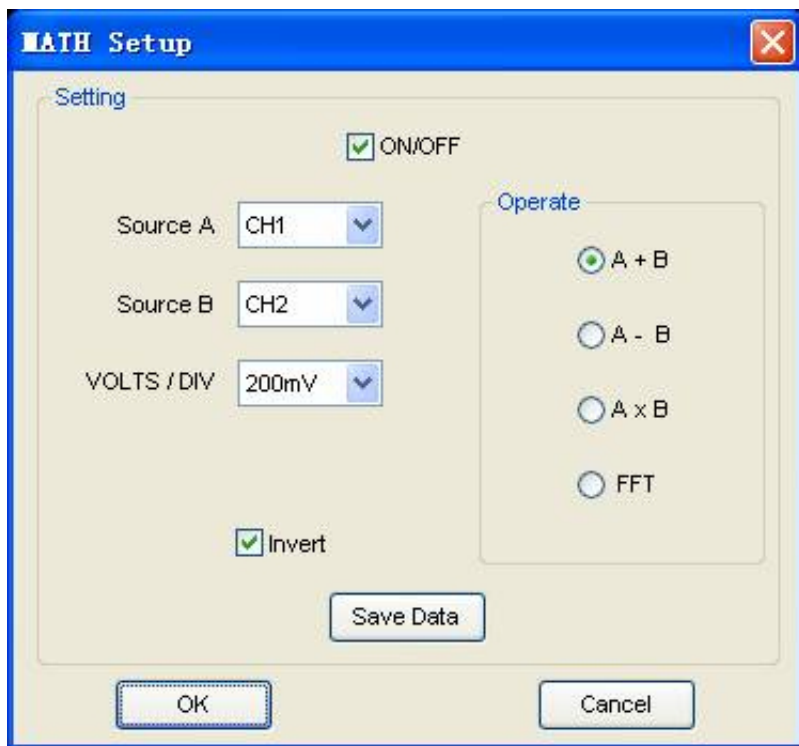 MATH Setup
Setting
ON/OFF
Source A CH1
Source B CH2
VOLTS / DIV 200mV
Invert
Operate
A + B
A - B
A x B
FFT
Save Data
OK Cancel